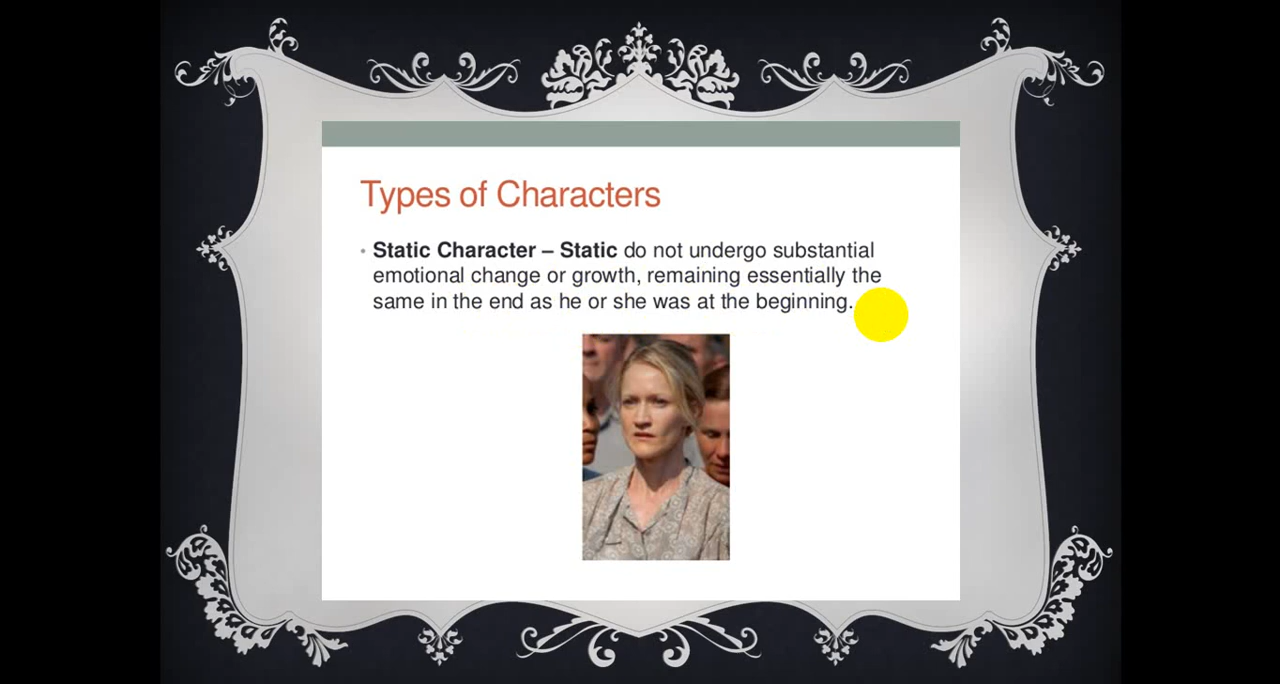 Types of Characters
• Static Character – Static do not undergo substantial
emotional change or growth, remaining essentially the
same in the end as he or she was at the beginning.